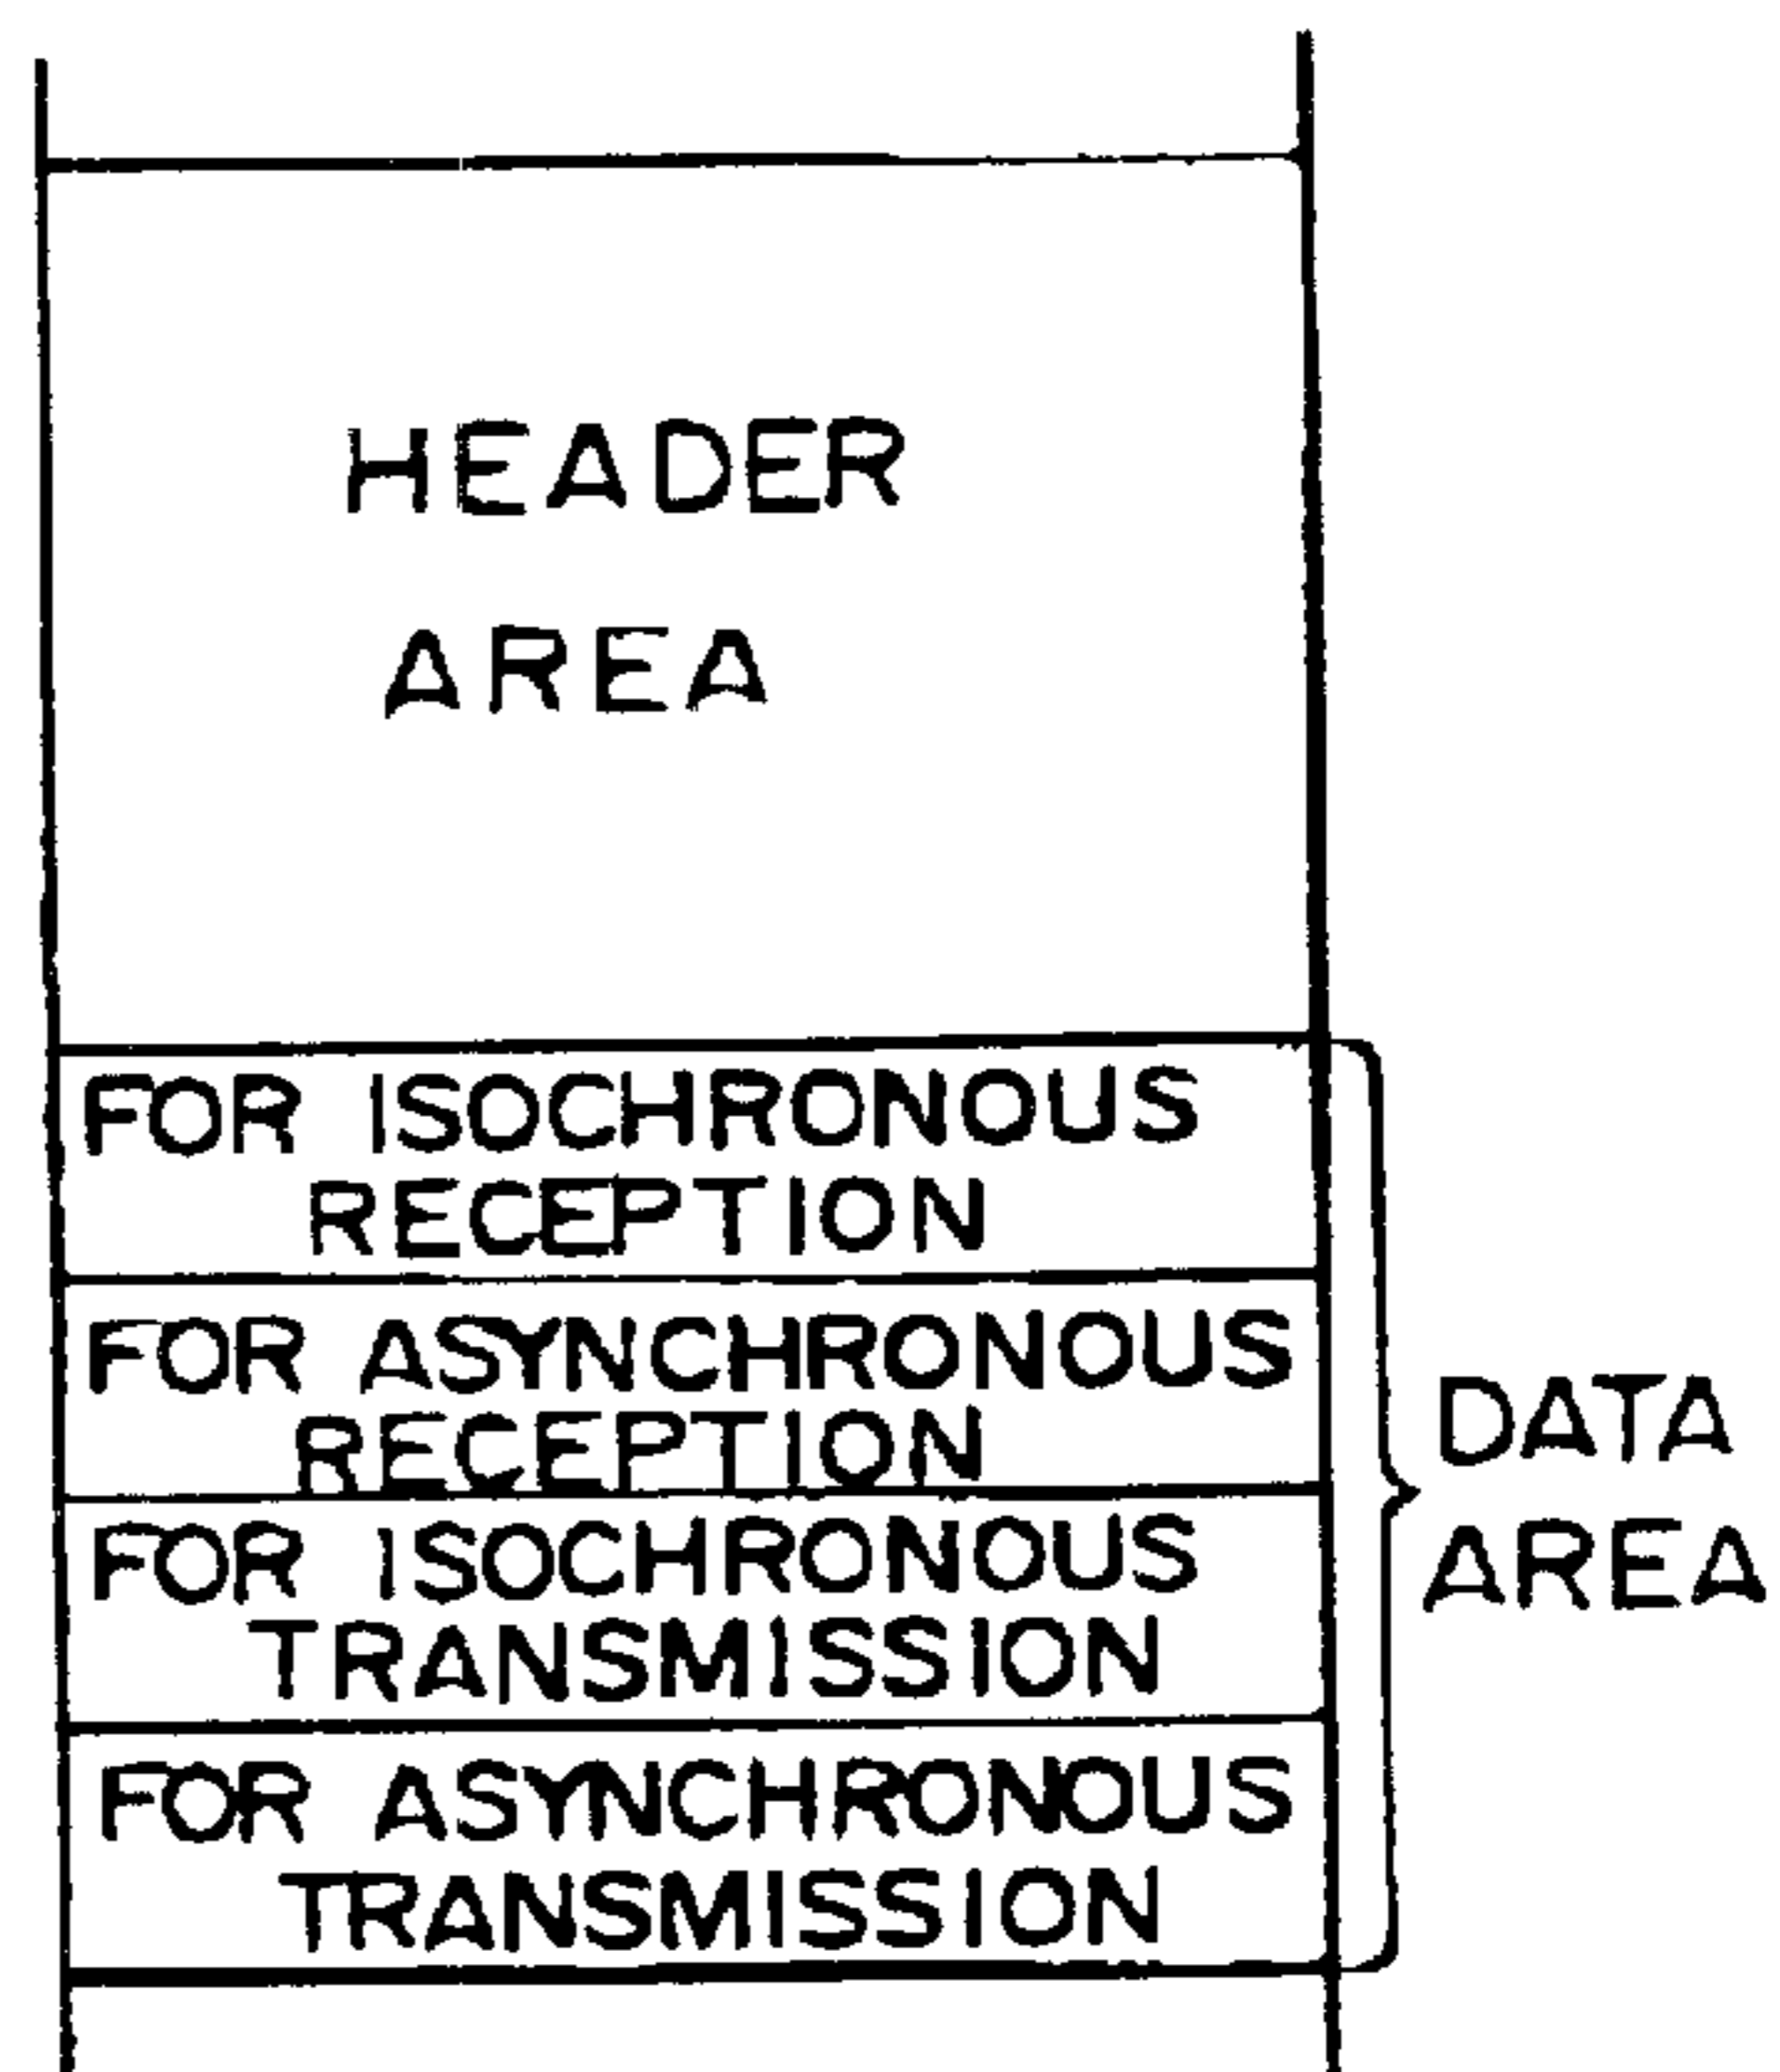 HEADER
AREA
FOR ISOCHRONOUS
RECEPTION
FOR ASYNCHRONOUS
RECEPTION
FOR ISOCHRONOUS
TRANSMISSION
FOR ASYNCHRONOUS
TRANSMISSION
DATA
AREA